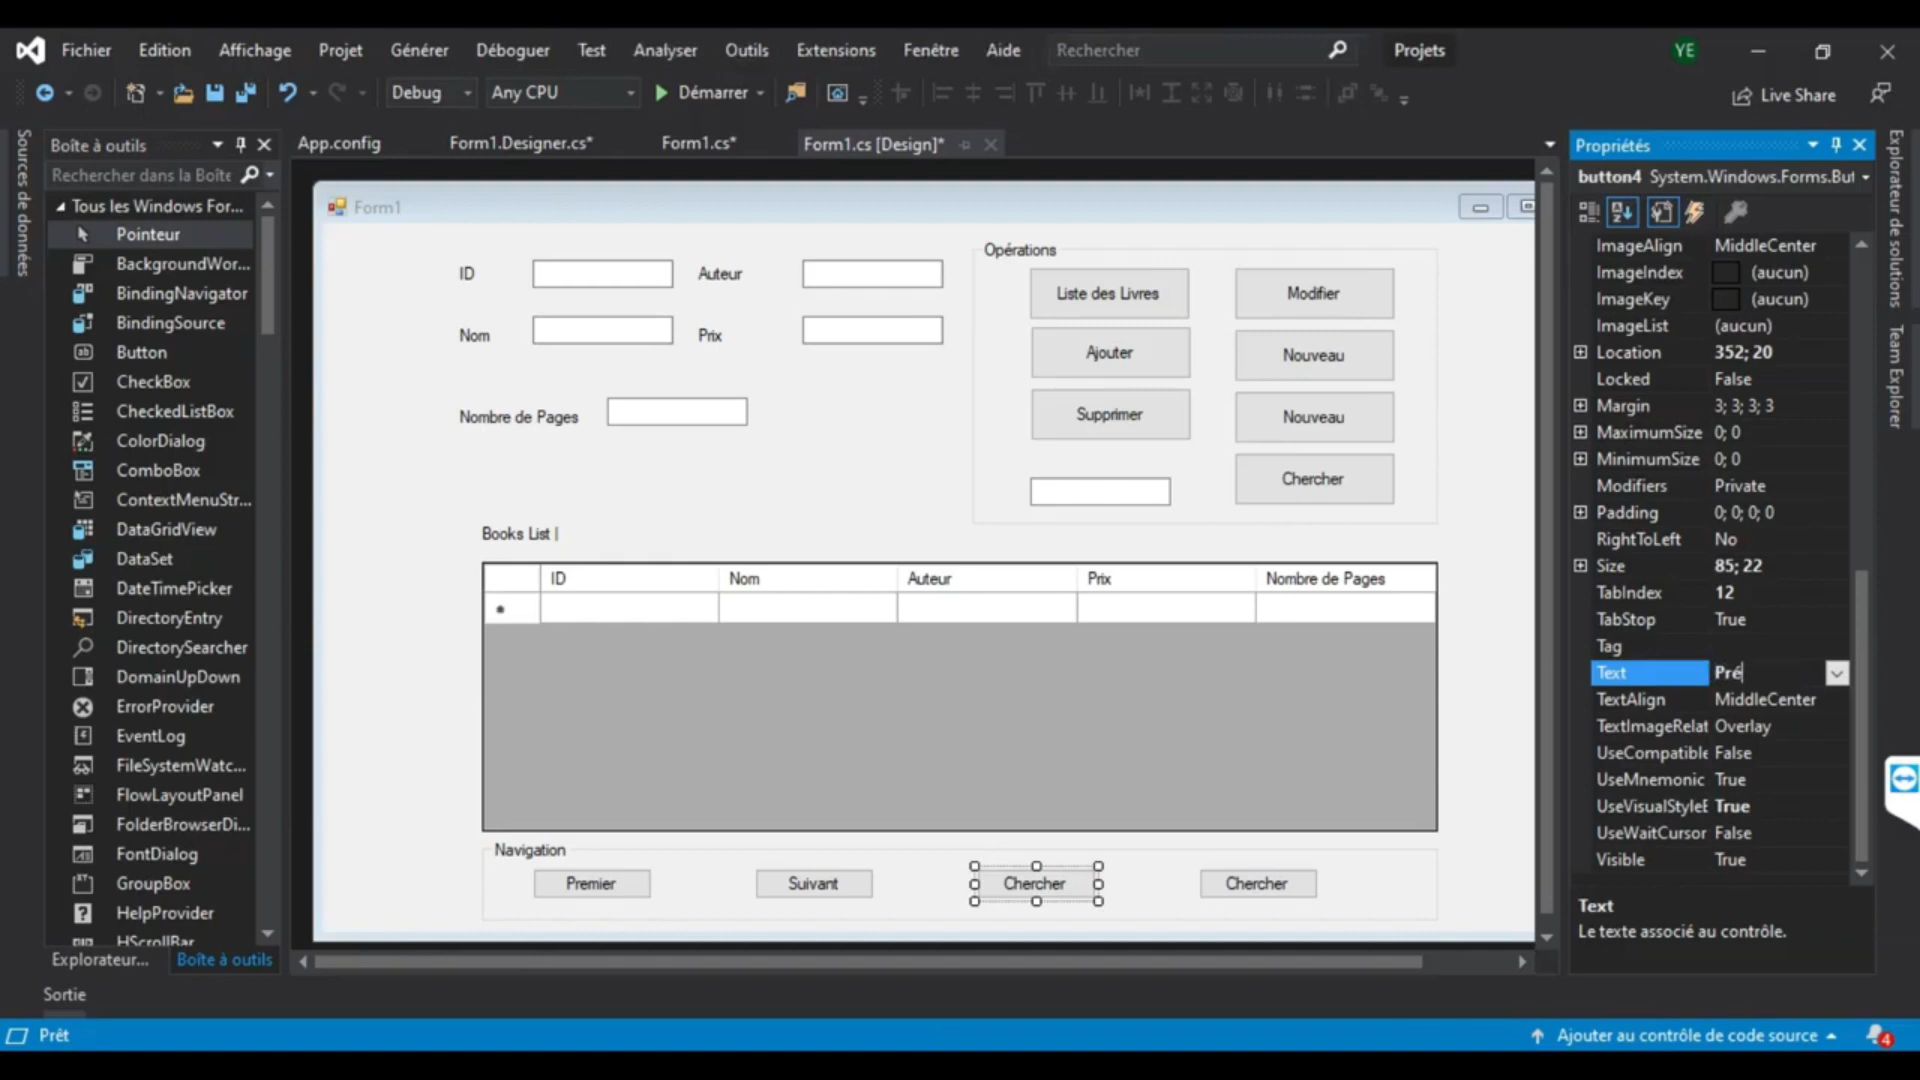 Fichier Edition Affichage Projet Générer Déboguer Test Analyser Outils Extensions Fenêtre Aide Rechercher Projets YE
Debug Any CPU Démarrer Live Share
Sources de données
Boîte à outils
Rechercher dans la Boîte
Tous les Windows For...
Pointeur
BackgroundWor...
BindingNavigator
BindingSource
Button
CheckBox
CheckedListBox
ColorDialog
ComboBox
ContextMenuStr...
DataGridView
DataSet
DateTimePicker
DirectoryEntry
DirectorySearcher
DomainUpDown
ErrorProvider
EventLog
FileSystemWatc...
FlowLayoutPanel
FolderBrowserDi...
FontDialog
GroupBox
HelpProvider
HScrollBar
Explorateur... Boîte à outils
App.config Form1.Designer.cs* Form1.cs* Form1.cs [Design]*
Form1
ID Auteur
Nom Prix
Nombre de Pages
Opérations
Liste des Livres Modifier
Ajouter Nouveau
Supprimer Nouveau
Chercher
Books List |
ID Nom Auteur Prix Nombre de Pages
Navigation
Premier Suivant Chercher Chercher
Propriétés
button4 System.Windows.Forms.But
ImageAlign MiddleCenter
ImageIndex (aucun)
ImageKey (aucun)
ImageList (aucun)
Location 352; 20
Locked False
Margin 3; 3; 3; 3
MaximumSize 0; 0
MinimumSize 0; 0
Modifiers Private
Padding 0; 0; 0; 0
RightToLeft No
Size 85; 22
TabIndex 12
TabStop True
Tag
Text Pré
TextAlign MiddleCenter
TextImageRelat Overlay
UseCompatible False
UseMnemonic True
UseVisualStyleB True
UseWaitCursor False
Visible True
Text
Le texte associé au contrôle.
Explorateur de solutions
Team Explorer
Sortie
Prêt
Ajouter au contrôle de code source 4